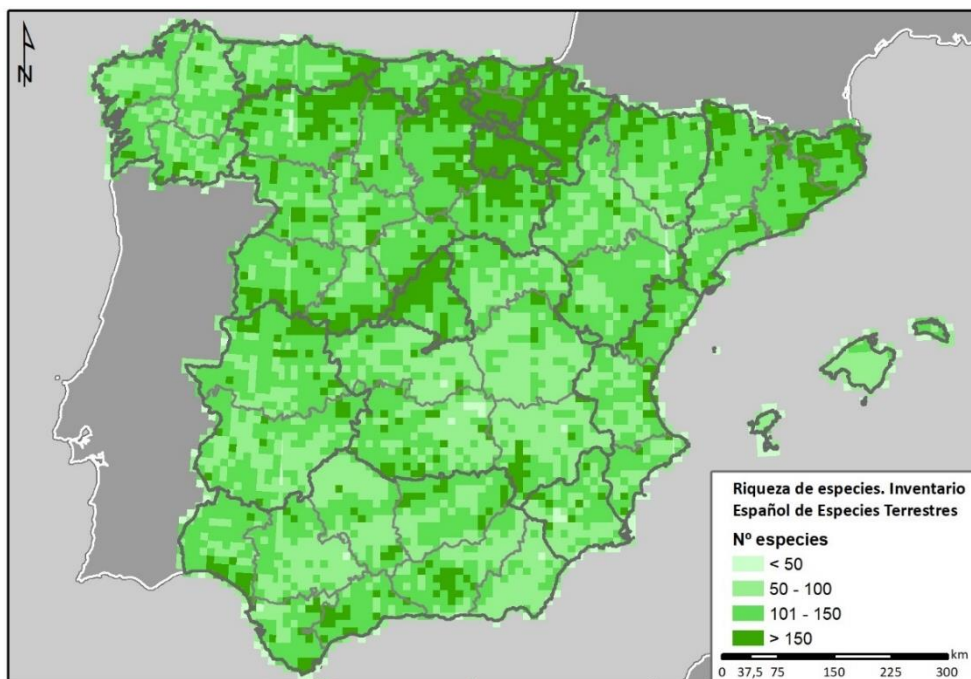 N
Riqueza de especies. Inventario
Español de Especies Terrestres
Nº especies
< 50
50 - 100
101 - 150
> 150
km
0 37,5 75 150 225 300